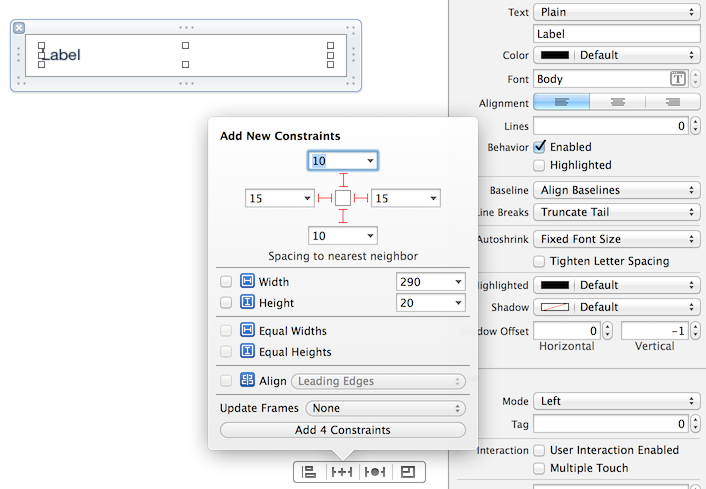 Label
Add New Constraints
10
15
15
10
Spacing to nearest neighbor
Width
290
Height
20
Equal Widths
Equal Heights
Align
Leading Edges
Update Frames
None
Add 4 Constraints
Text
Plain
Label
Color
Default
Font
Body
T
Alignment
Lines
0
Behavior
Enabled
Highlighted
Baseline
Align Baselines
Line Breaks
Truncate Tail
Autoshrink
Fixed Font Size
Tighten Letter Spacing
Highlighted
Default
Shadow
Default
dow Offset
0
-1
Horizontal
Vertical
Mode
Left
Tag
0
Interaction
User Interaction Enabled
Multiple Touch